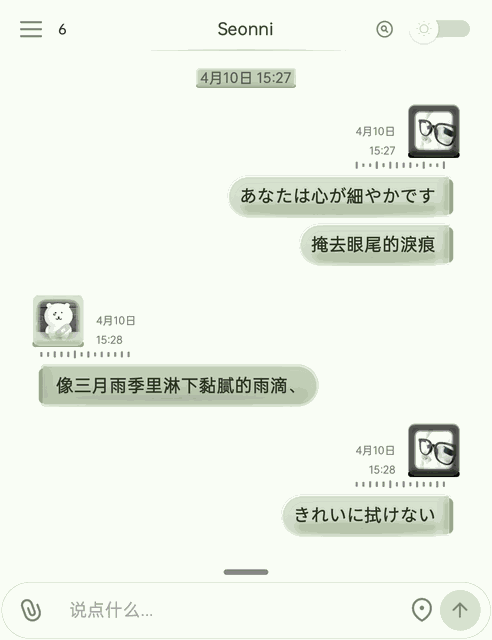 6
Seonni
4月10日 15:27
4月10日
15:27
あなたは心が細やかです
掩去眼尾的淚痕
4月10日
15:28
像三月雨季里淋下黏膩的雨滴、
4月10日
15:28
きれいに拭けない
说点什么...